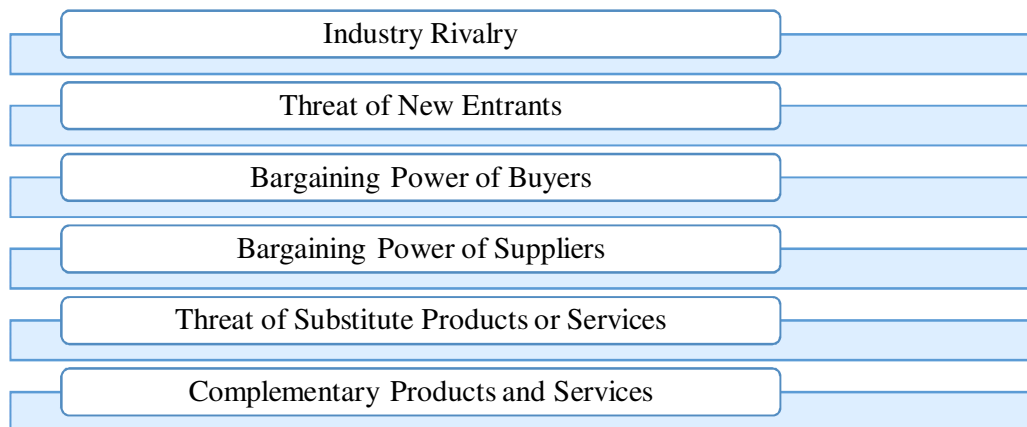 Industry Rivalry
Threat of New Entrants
Bargaining Power of Buyers
Bargaining Power of Suppliers
Threat of Substitute Products or Services
Complementary Products and Services